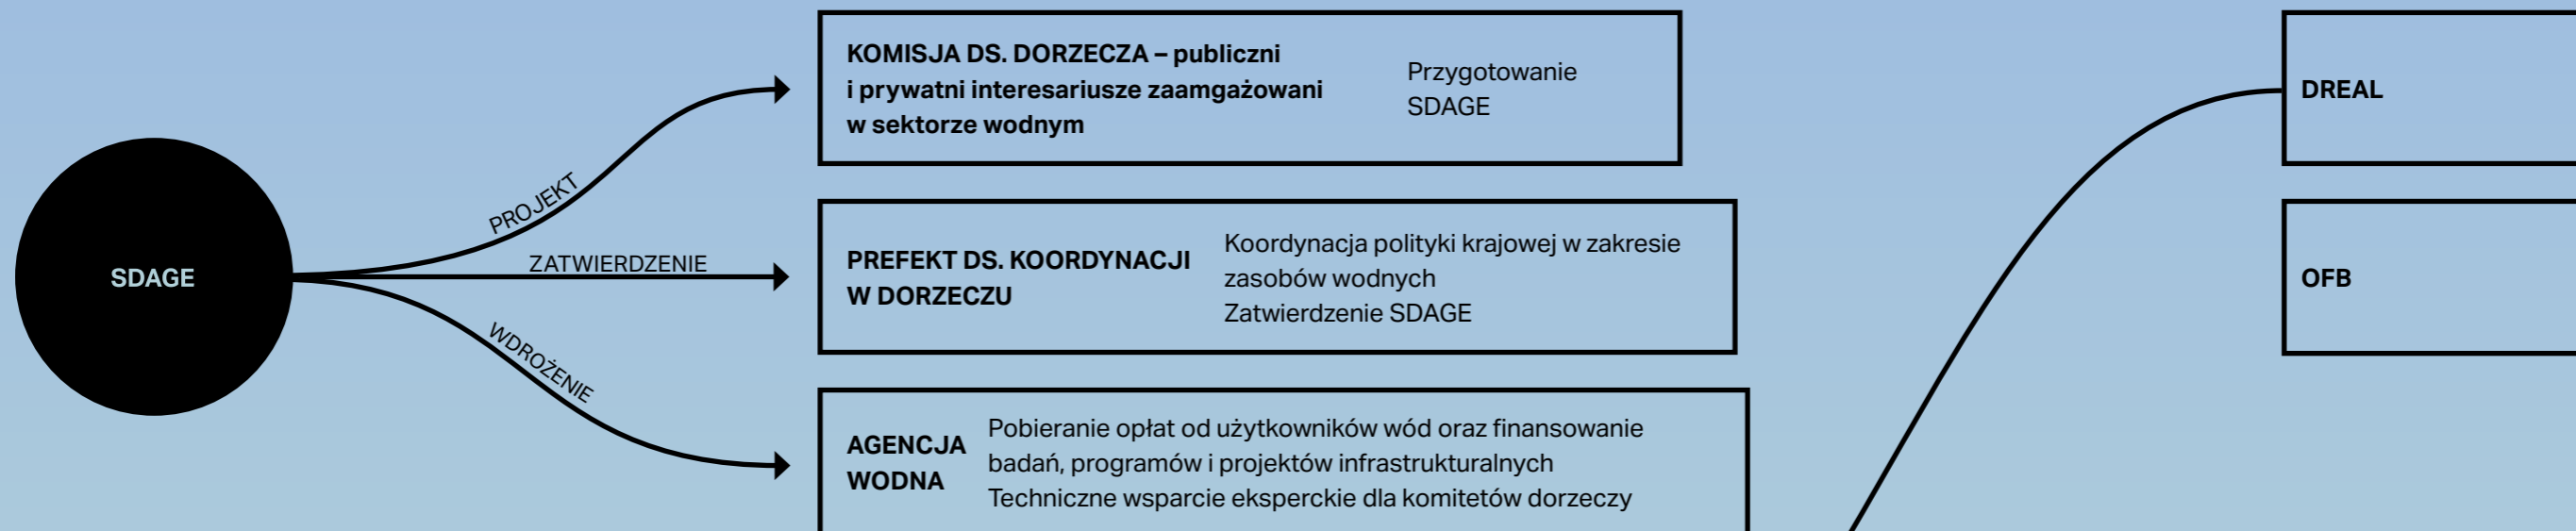 SDAGE
PROJEKT
ZATWIERDZENIE
WDROŻENIE
KOMISJA DS. DORZECZA – publiczni
i prywatni interesariusze zaamgażowani
w sektorze wodnym
Przygotowanie
SDAGE
PREFEKT DS. KOORDYNACJI
W DORZECZU
Koordynacja polityki krajowej w zakresie
zasobów wodnych
Zatwierdzenie SDAGE
AGENCJA
WODNA
Pobieranie opłat od użytkowników wód oraz finansowanie
badań, programów i projektów infrastrukturalnych
Techniczne wsparcie eksperckie dla komitetów dorzeczy
DREAL
OFB